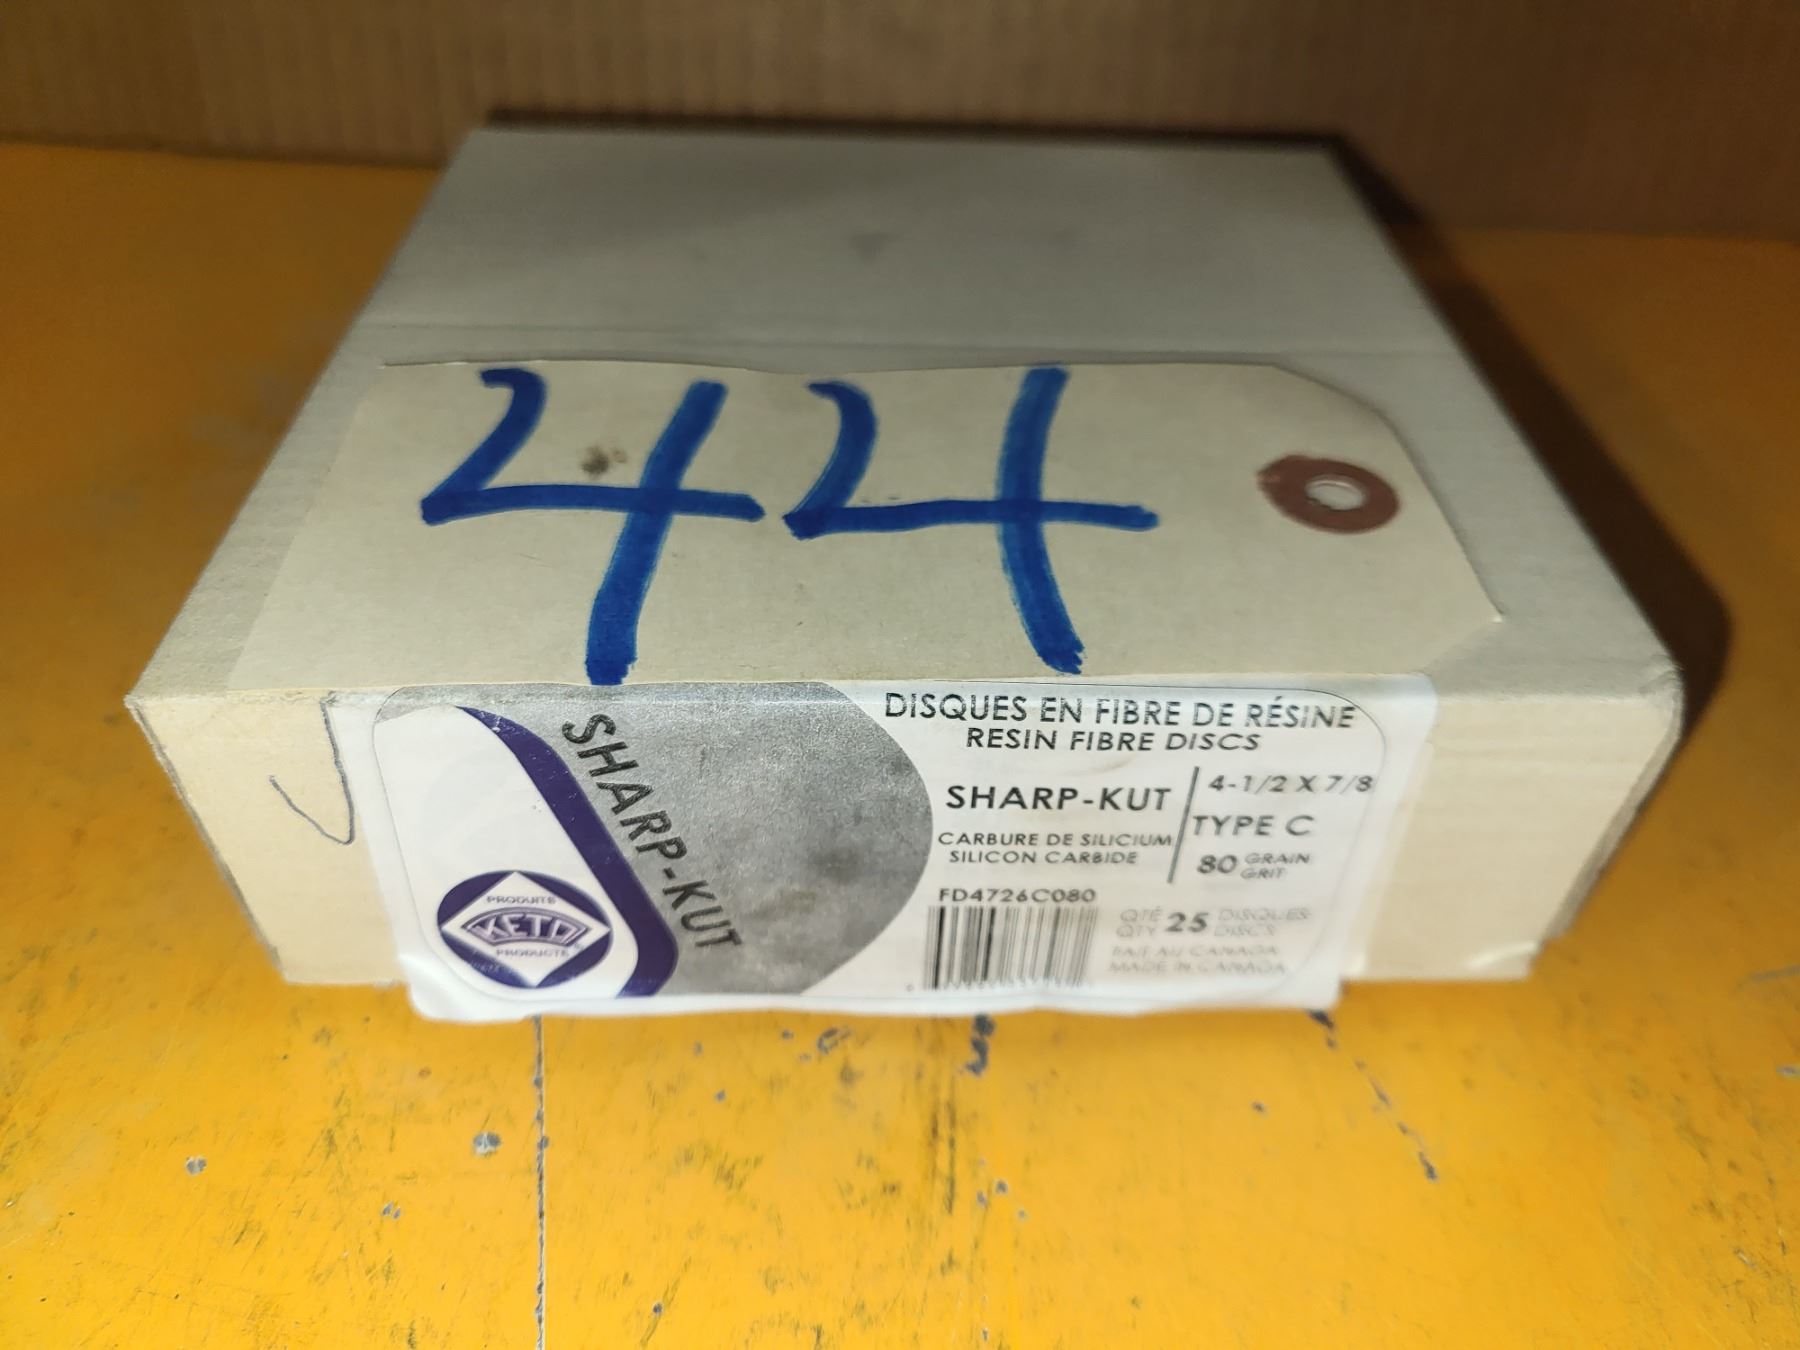 44
DISQUES EN FIBRE DE RÉSINE
RESIN FIBRE DISCS
SHARP-KUT
SHARP-KUT
4-1/2 X 7/8
TYPE C
CARBURE DE SILICIUM
SILICON CARBIDE
80 GRAIN
GRIT
FD4726C080
QTÉ 25 DISQUES
QTY DISCS
FAIT AU CANADA
MADE IN CANADA
PRODUITS
KETO
PRODUCTS